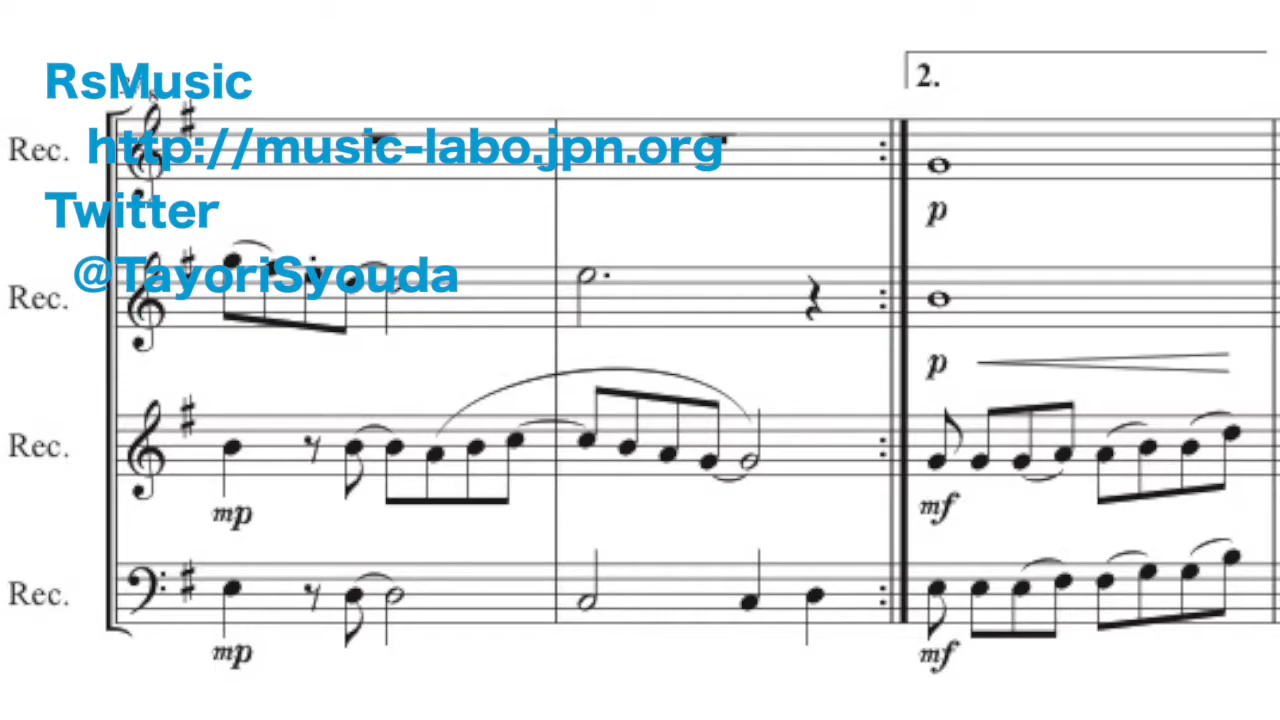 RsMusic
http://music-labo.jpn.org
Twitter
@TayoriSyouda
2.
Rec.
p
Rec.
p
Rec.
mp
mf
Rec.
mp
mf